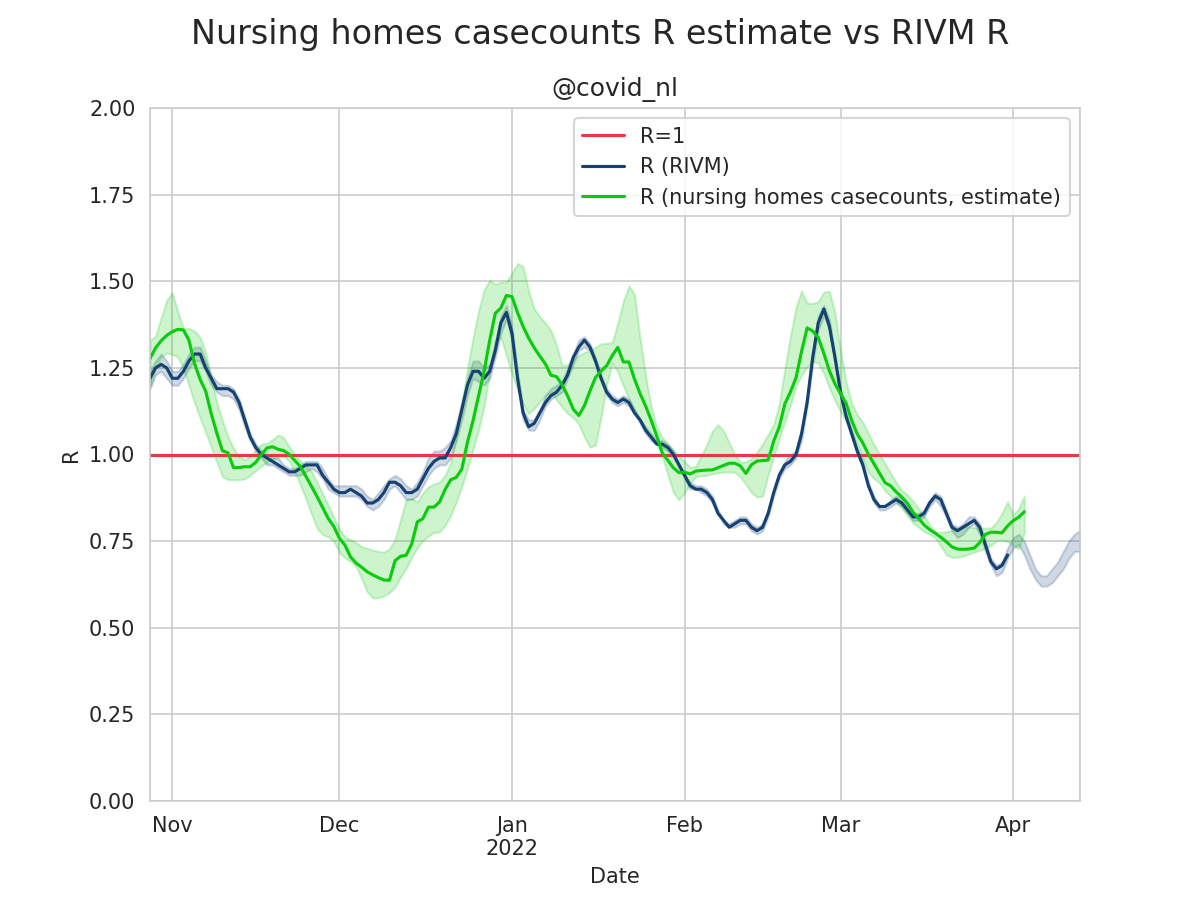 Nursing homes casecounts R estimate vs RIVM R
@covid_nl
R=1
R (RIVM)
R (nursing homes casecounts, estimate)
2.00
1.75
1.50
1.25
1.00
0.75
0.50
0.25
0.00
R
Nov Dec Jan Feb Mar Apr
2022
Date